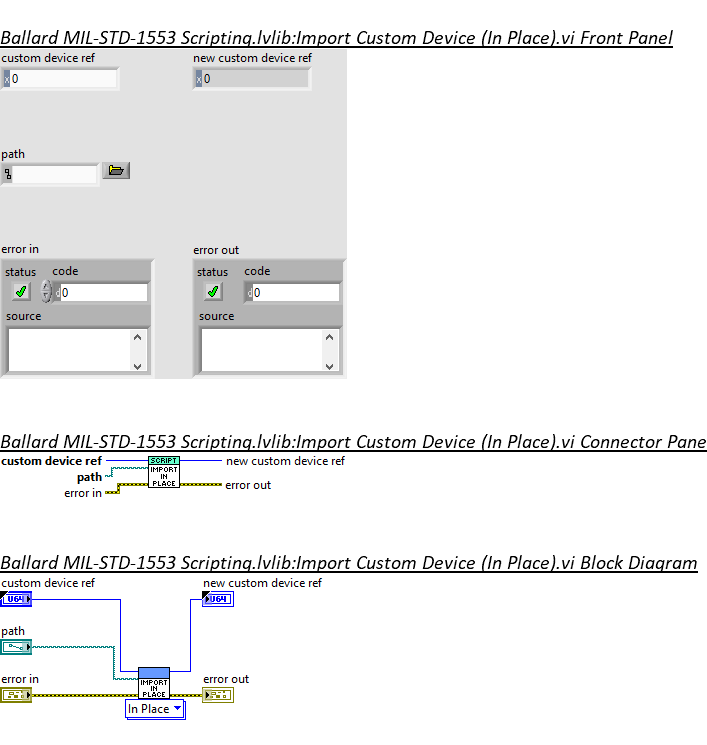 Ballard MIL-STD-1553 Scripting.lvlib:Import Custom Device (In Place).vi Front Panel
custom device ref
new custom device ref
x 0
x 0
path
error in
error out
status code
status code
d 0
d 0
source
source
Ballard MIL-STD-1553 Scripting.lvlib:Import Custom Device (In Place).vi Connector Pane
custom device ref
SCRIPT
IMPORT
IN
PLACE
new custom device ref
path
error in
error out
Ballard MIL-STD-1553 Scripting.lvlib:Import Custom Device (In Place).vi Block Diagram
custom device ref
new custom device ref
U64
U64
path
error in
error out
IMPORT
IN
PLACE
In Place